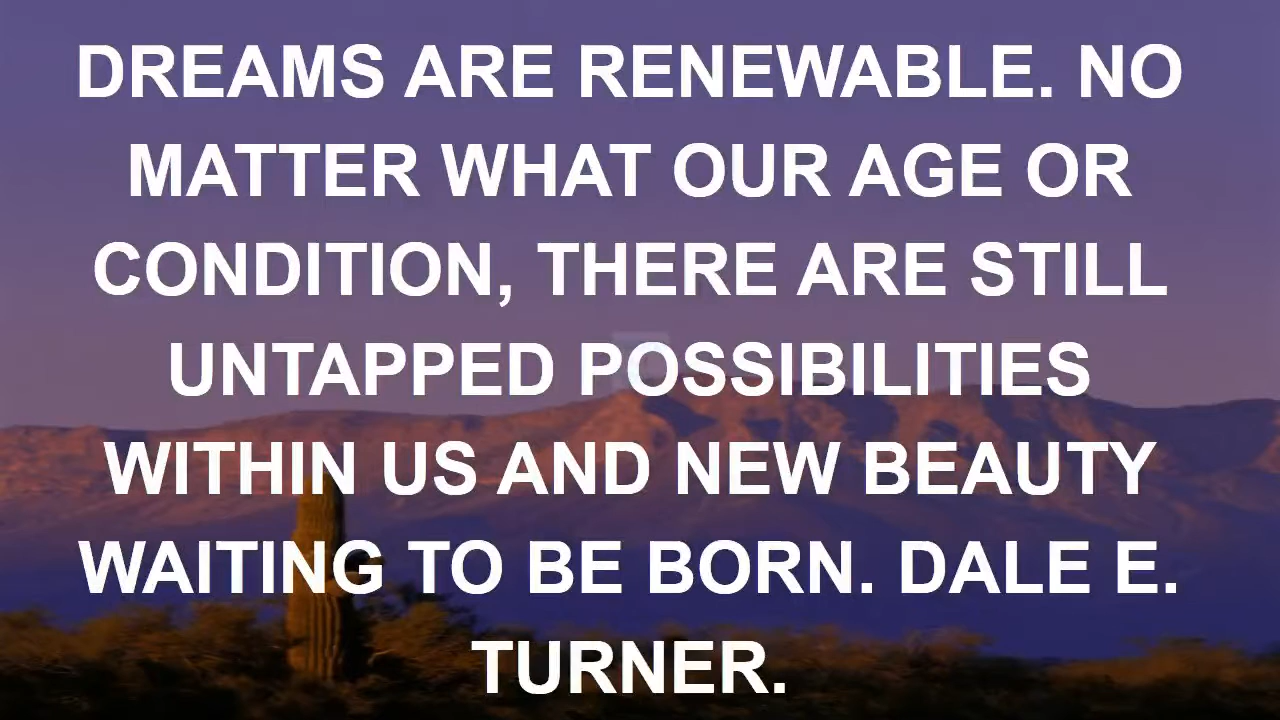 DREAMS ARE RENEWABLE. NO
MATTER WHAT OUR AGE OR
CONDITION, THERE ARE STILL
UNTAPPED POSSIBILITIES
WITHIN US AND NEW BEAUTY
WAITING TO BE BORN. DALE E.
TURNER.